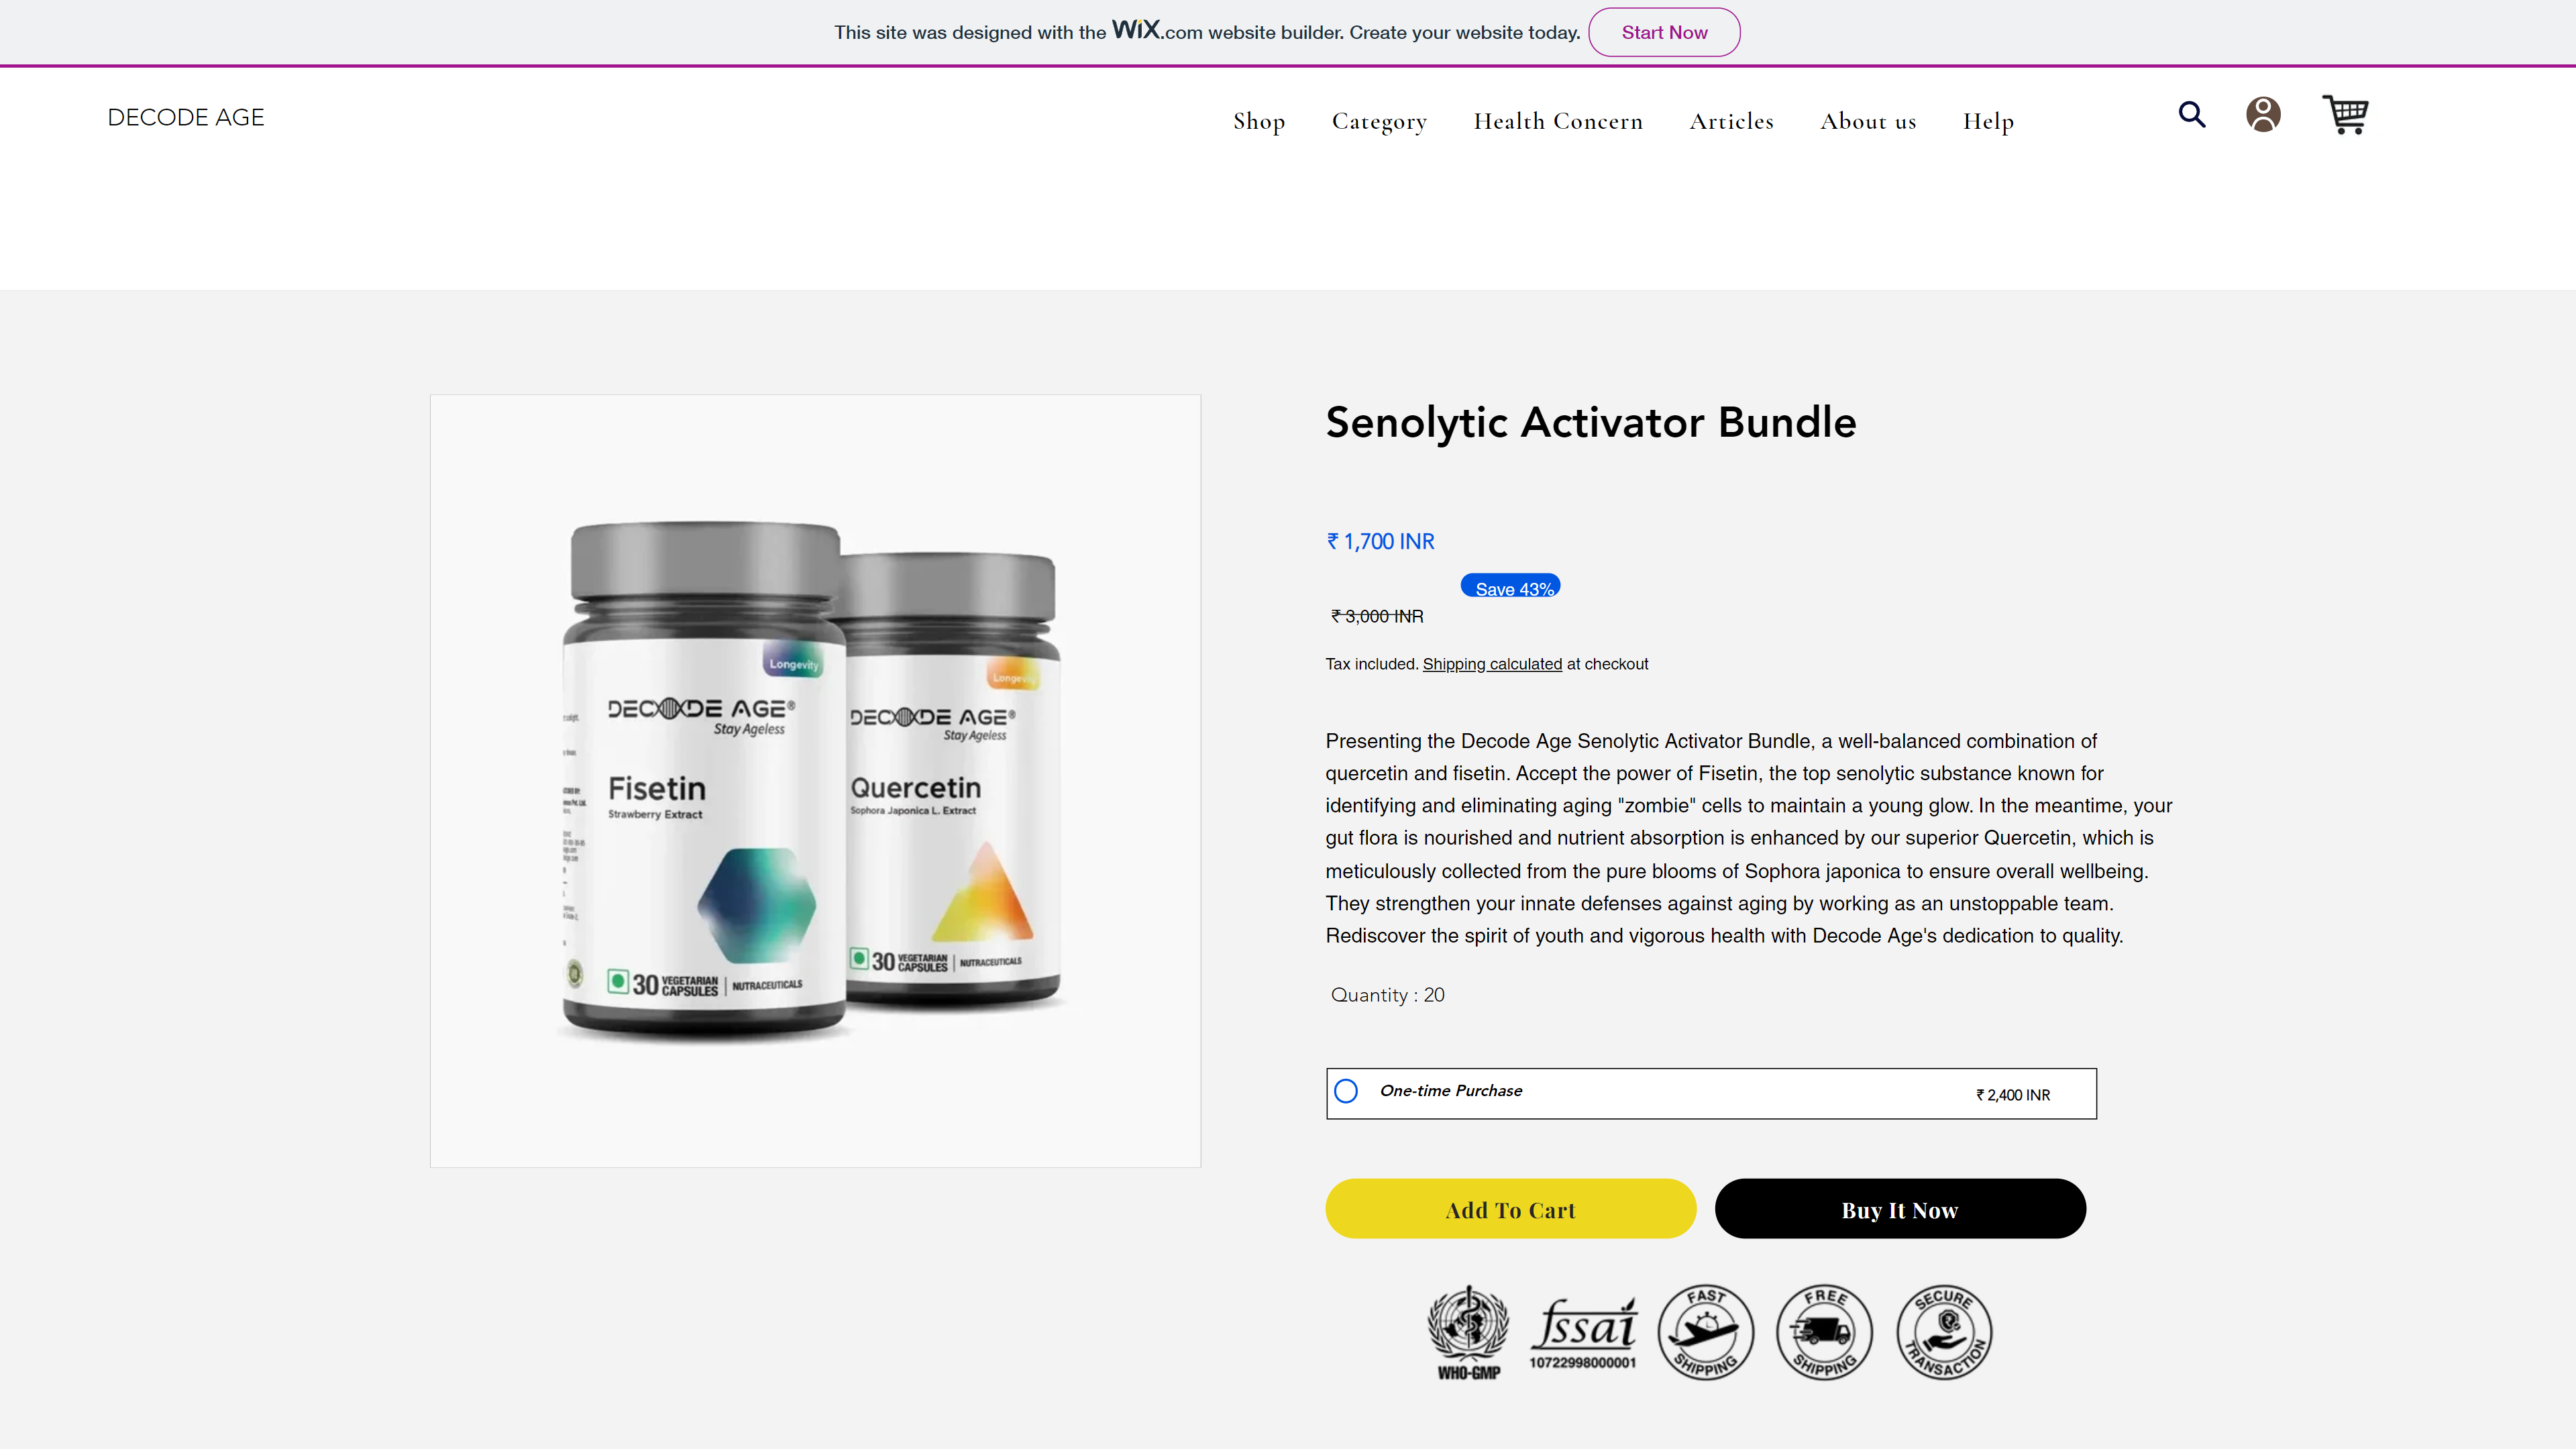 This site was designed with the WiX.com website builder. Create your website today. Start Now
DECODE AGE
Shop Category Health Concern Articles About us Help
Senolytic Activator Bundle
₹ 1,700 INR
Save 43%
₹ 3,000 INR
Tax included. Shipping calculated at checkout
Longevity
DECODE AGE®
Stay Ageless
Fisetin
Strawberry Extract
30 VEGETARIAN CAPSULES | NUTRACEUTICALS
DECODE AGE®
Stay Ageless
Quercetin
Sophora Japonica L. Extract
30 VEGETARIAN CAPSULES | NUTRACEUTICALS
Presenting the Decode Age Senolytic Activator Bundle, a well-balanced combination of
quercetin and fisetin. Accept the power of Fisetin, the top senolytic substance known for
identifying and eliminating aging "zombie" cells to maintain a young glow. In the meantime, your
gut flora is nourished and nutrient absorption is enhanced by our superior Quercetin, which is
meticulously collected from the pure blooms of Sophora japonica to ensure overall wellbeing.
They strengthen your innate defenses against aging by working as an unstoppable team.
Rediscover the spirit of youth and vigorous health with Decode Age's dedication to quality.
Quantity : 20
One-time Purchase ₹ 2,400 INR
Add To Cart Buy It Now
WHO-GMP
fssai
10722998000001
FAST SHIPPING
FREE SHIPPING
SECURE TRANSACTION